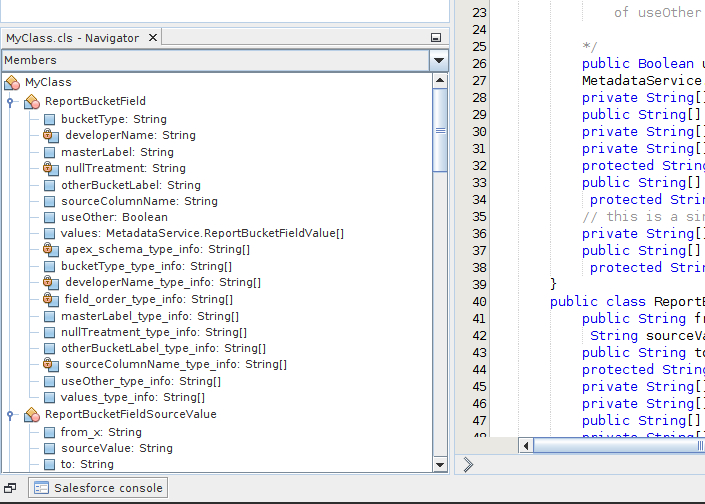 MyClass.cls - Navigator
Members
MyClass
ReportBucketField
bucketType: String
developerName: String
masterLabel: String
nullTreatment: String
otherBucketLabel: String
sourceColumnName: String
useOther: Boolean
values: MetadataService.ReportBucketFieldValue[]
apex_schema_type_info: String[]
bucketType_type_info: String[]
developerName_type_info: String[]
field_order_type_info: String[]
masterLabel_type_info: String[]
nullTreatment_type_info: String[]
otherBucketLabel_type_info: String[]
sourceColumnName_type_info: String[]
useOther_type_info: String[]
values_type_info: String[]
ReportBucketFieldSourceValue
from_x: String
sourceValue: String
to: String
Salesforce console
23 of useOther
24
25 */
26 public Boolean u
27 MetadataService
28 private String[]
29 public String[]
30 private String[]
31 private String[]
32 protected String
33 public String[]
34 protected Strin
35 // this is a sin
36 private String[]
37 public String[]
38 protected Strin
39 }
40 public class ReportB
41 public String fr
42 String sourceVa
43 public String to
44 protected String
45 private String[]
46 private String[]
47 public String[]
48 private String[]